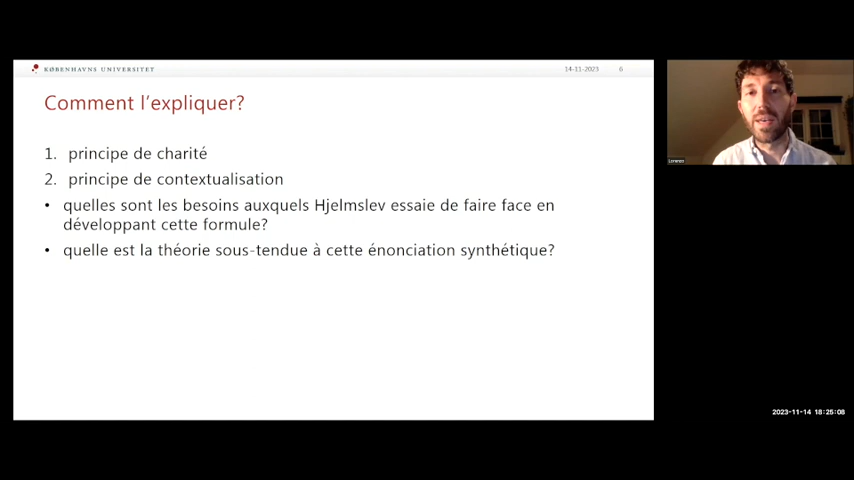 KØBENHAVNS UNIVERSITET
14-11-2023 6
Comment l'expliquer?
1. principe de charité
2. principe de contextualisation
• quelles sont les besoins auxquels Hjelmslev essaie de faire face en
développant cette formule?
• quelle est la théorie sous-tendue à cette énonciation synthétique?
Lorenzo
2023-11-14 18:25:08